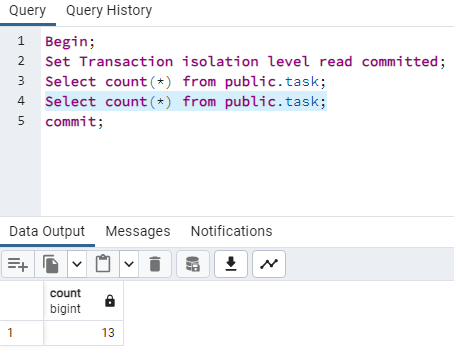 Query Query History
1 Begin;
2 Set Transaction isolation level read committed;
3 Select count(*) from public.task;
4 Select count(*) from public.task;
5 commit;
Data Output Messages Notifications
count
bigint
1 13